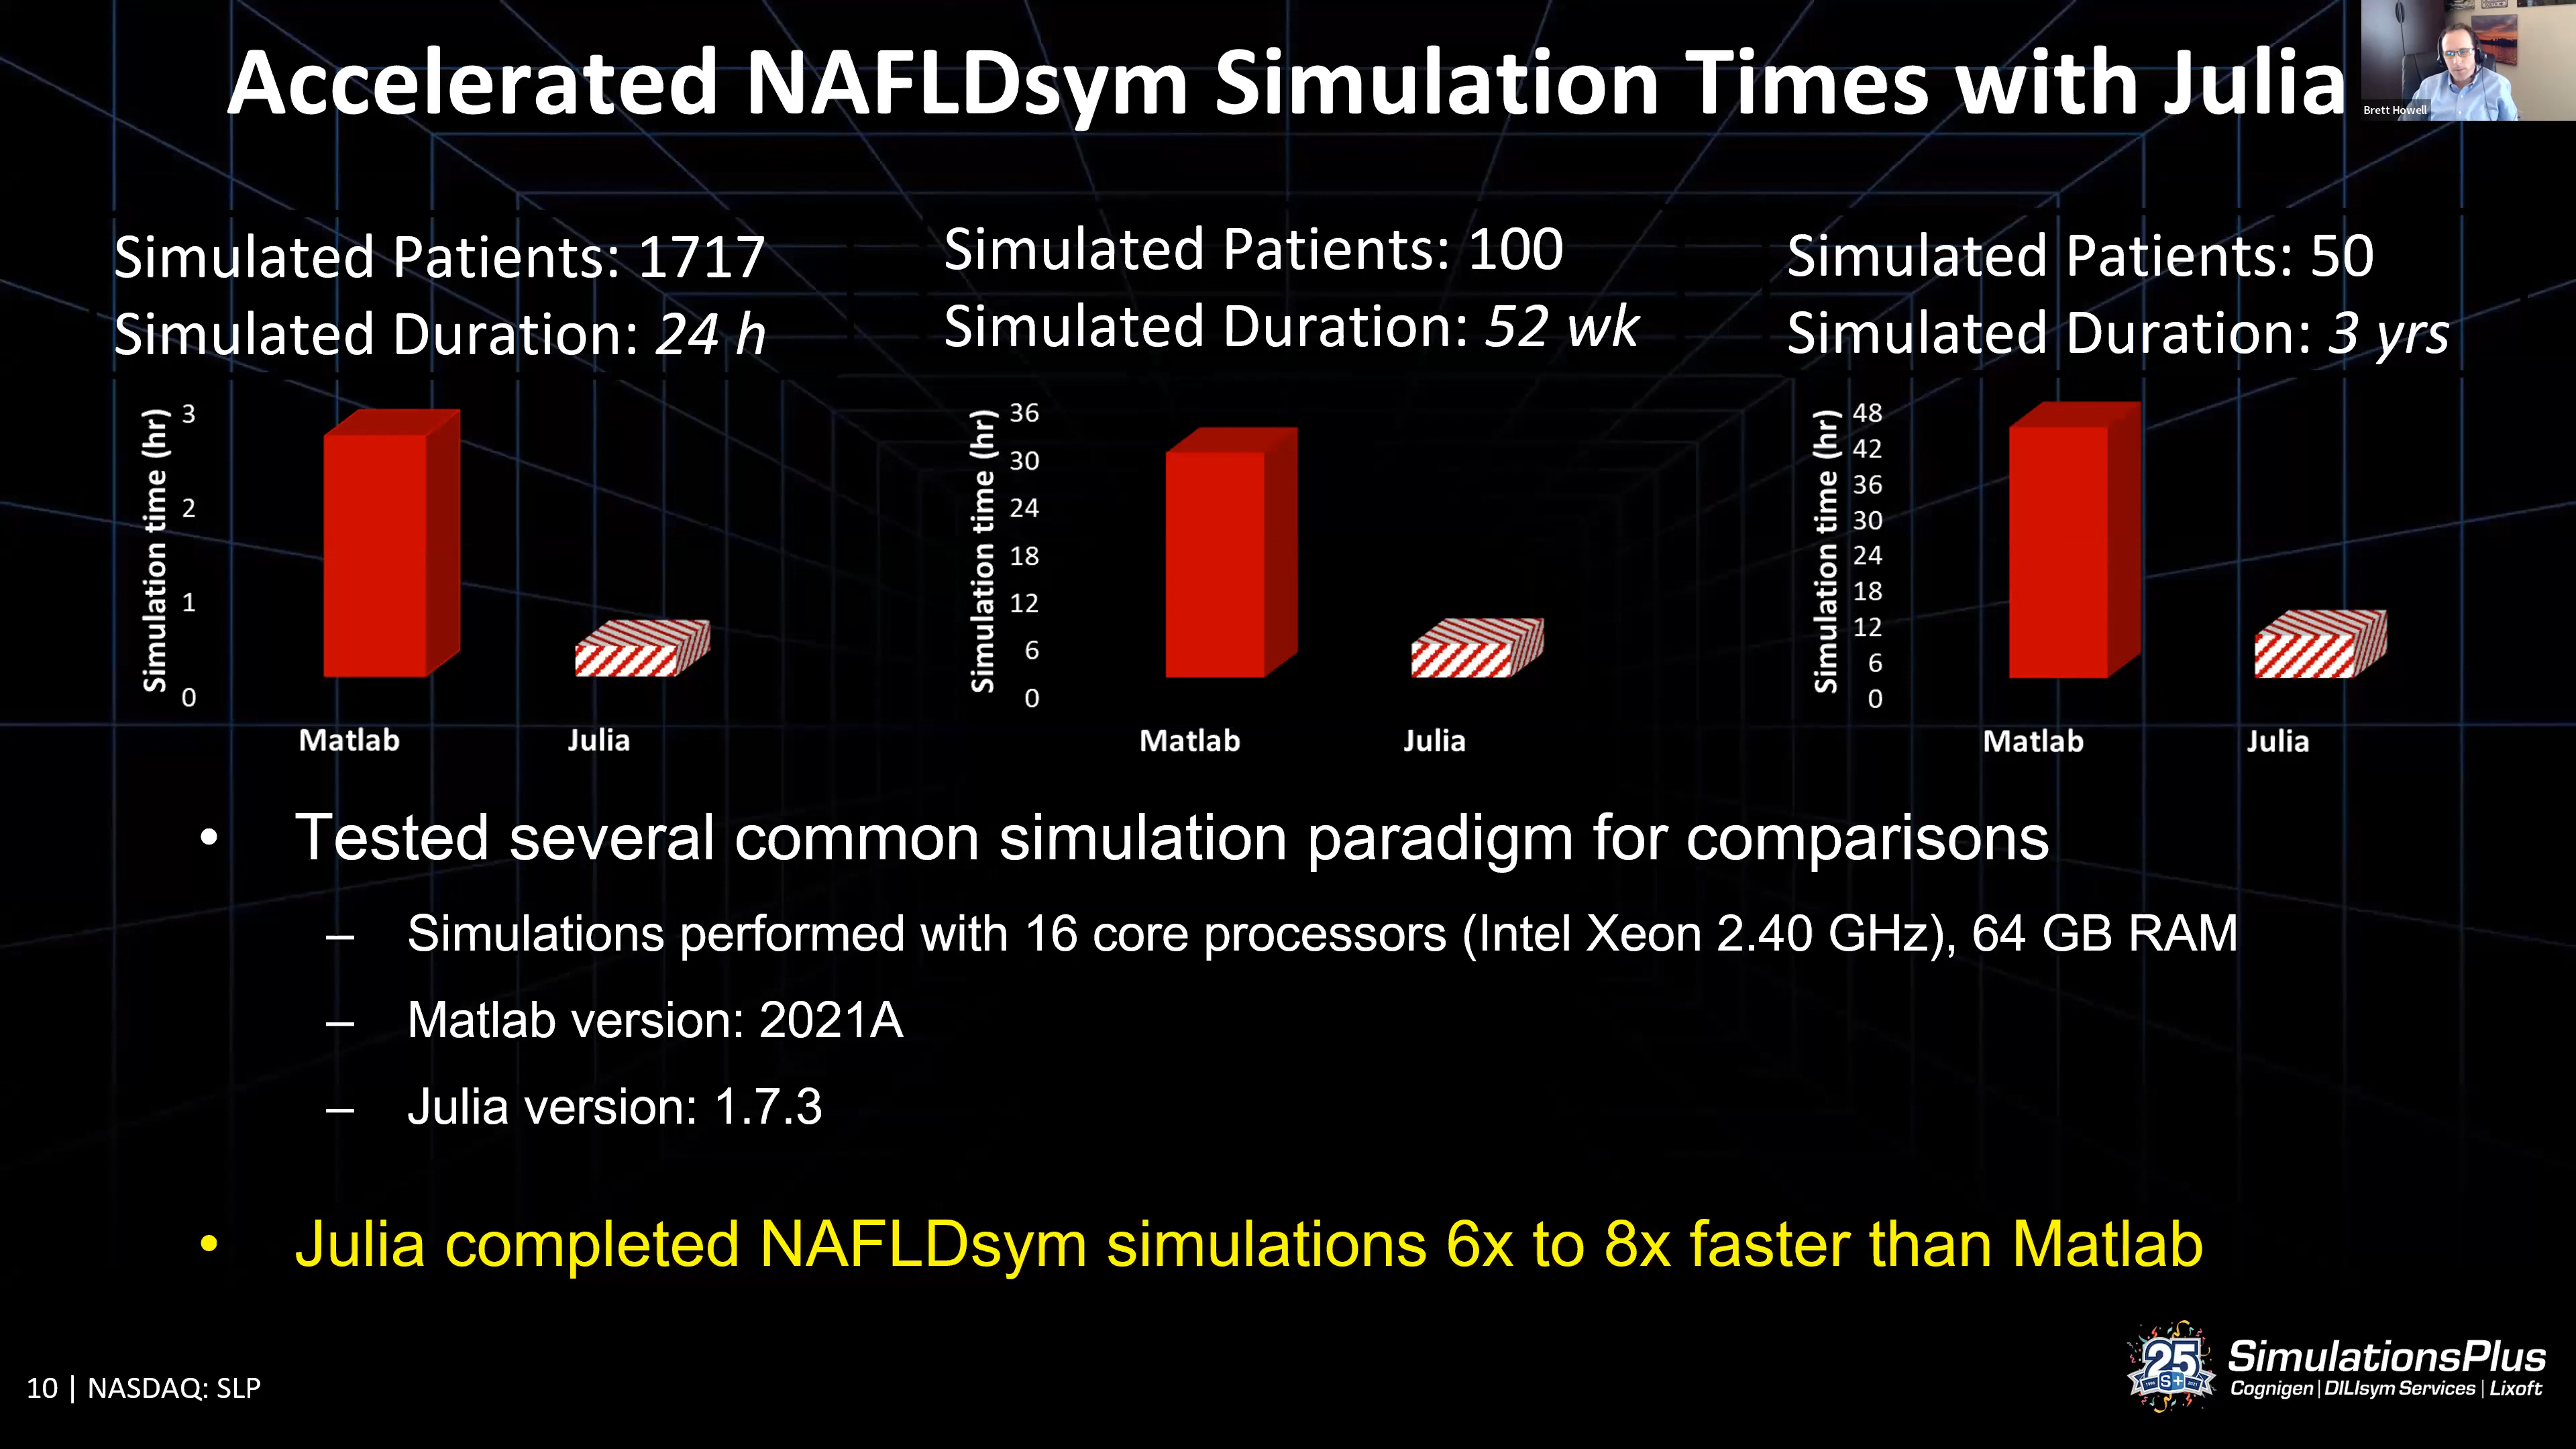 Accelerated NAFLDsym Simulation Times with Julia
Brett Howell
Simulated Patients: 1717
Simulated Duration: 24 h
Simulated Patients: 100
Simulated Duration: 52 wk
Simulated Patients: 50
Simulated Duration: 3 yrs
Simulation time (hr)
3
2
1
0
Matlab Julia
Simulation time (hr)
36
30
24
18
12
6
0
Matlab Julia
Simulation time (hr)
48
42
36
30
24
18
12
6
0
Matlab Julia
• Tested several common simulation paradigm for comparisons
– Simulations performed with 16 core processors (Intel Xeon 2.40 GHz), 64 GB RAM
– Matlab version: 2021A
– Julia version: 1.7.3
• Julia completed NAFLDsym simulations 6x to 8x faster than Matlab
10 | NASDAQ: SLP
25
S+
SimulationsPlus
Cognigen | DILIsym Services | Lixoft